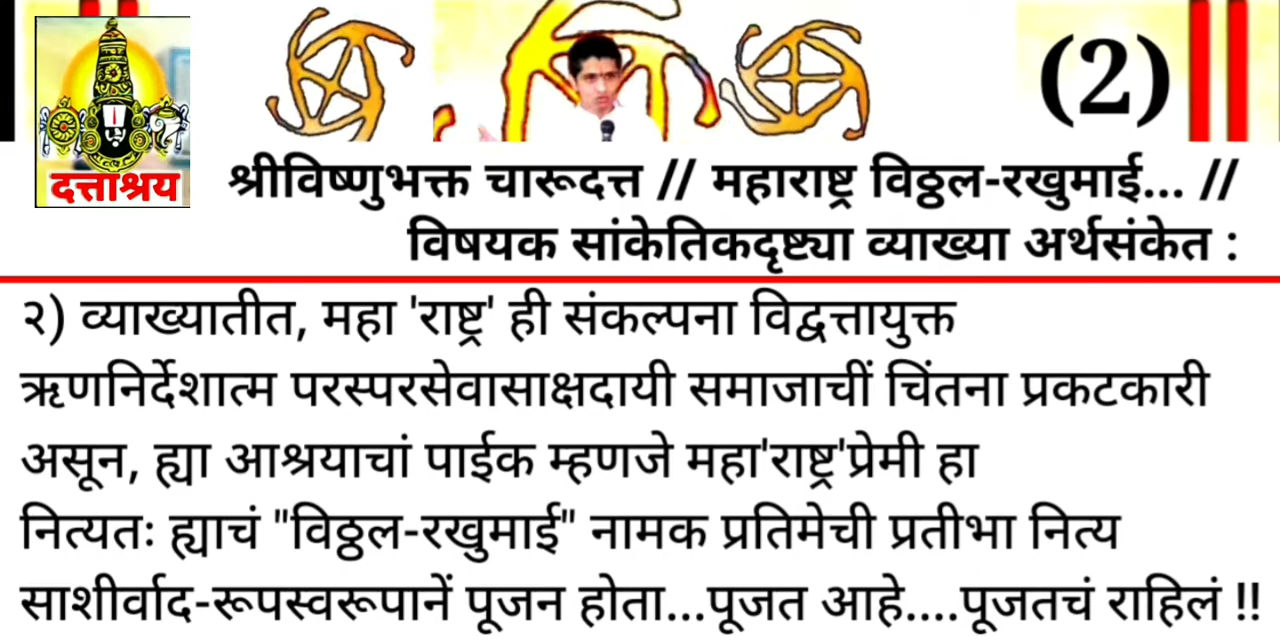 (2)
दत्ताश्रय
श्रीविष्णुभक्त चारूदत्त // महाराष्ट्र विठ्ठल-रखुमाई... //
विषयक सांकेतिकदृष्ट्या व्याख्या अर्थसंकेत :
२) व्याख्यातीत, महा 'राष्ट्र' ही संकल्पना विद्वत्तायुक्त
ऋणनिर्देशात्म परस्परसेवासाक्षदायी समाजाचीं चिंतना प्रकटकारी
असून, ह्या आश्रयाचां पाईक म्हणजे महा'राष्ट्र'प्रेमी हा
नित्यतः ह्याचं "विठ्ठल-रखुमाई" नामक प्रतिमेची प्रतीभा नित्य
साशीर्वाद-रूपस्वरूपानें पूजन होता...पूजत आहे....पूजतचं राहिलं !!